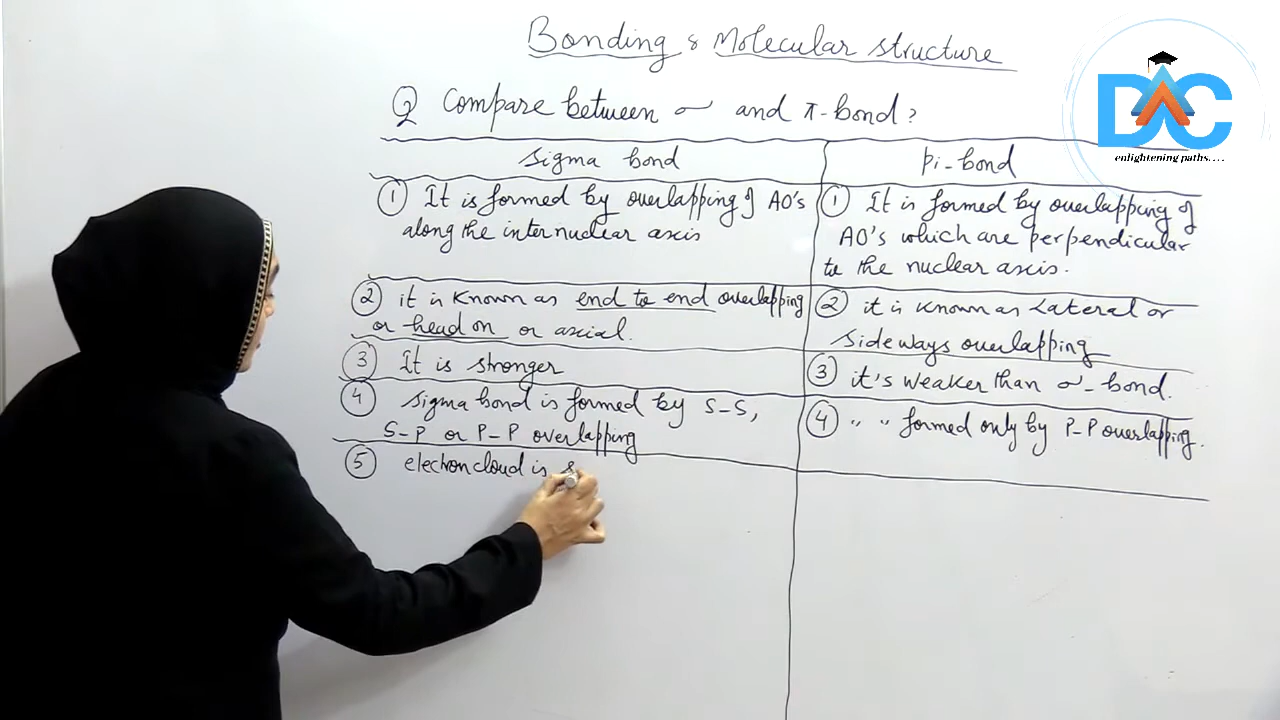 Bonding & Molecular structure
DAC
enlightening paths....
Q Compare between σ and π-bond?
Sigma bond
Pi-bond
① It is formed by overlapping of AO's
along the internuclear axis
① It is formed by overlapping of
AO's which are perpendicular
to the nuclear axis.
② it is known as end to end overlapping
or head on or axial.
② it is known as Lateral or
sideways overlapping
③ It is stronger
③ it's weaker than σ-bond.
④ Sigma bond is formed by S-S,
S-P or P-P overlapping
④ " " formed only by P-P overlapping.
⑤ electron cloud is s